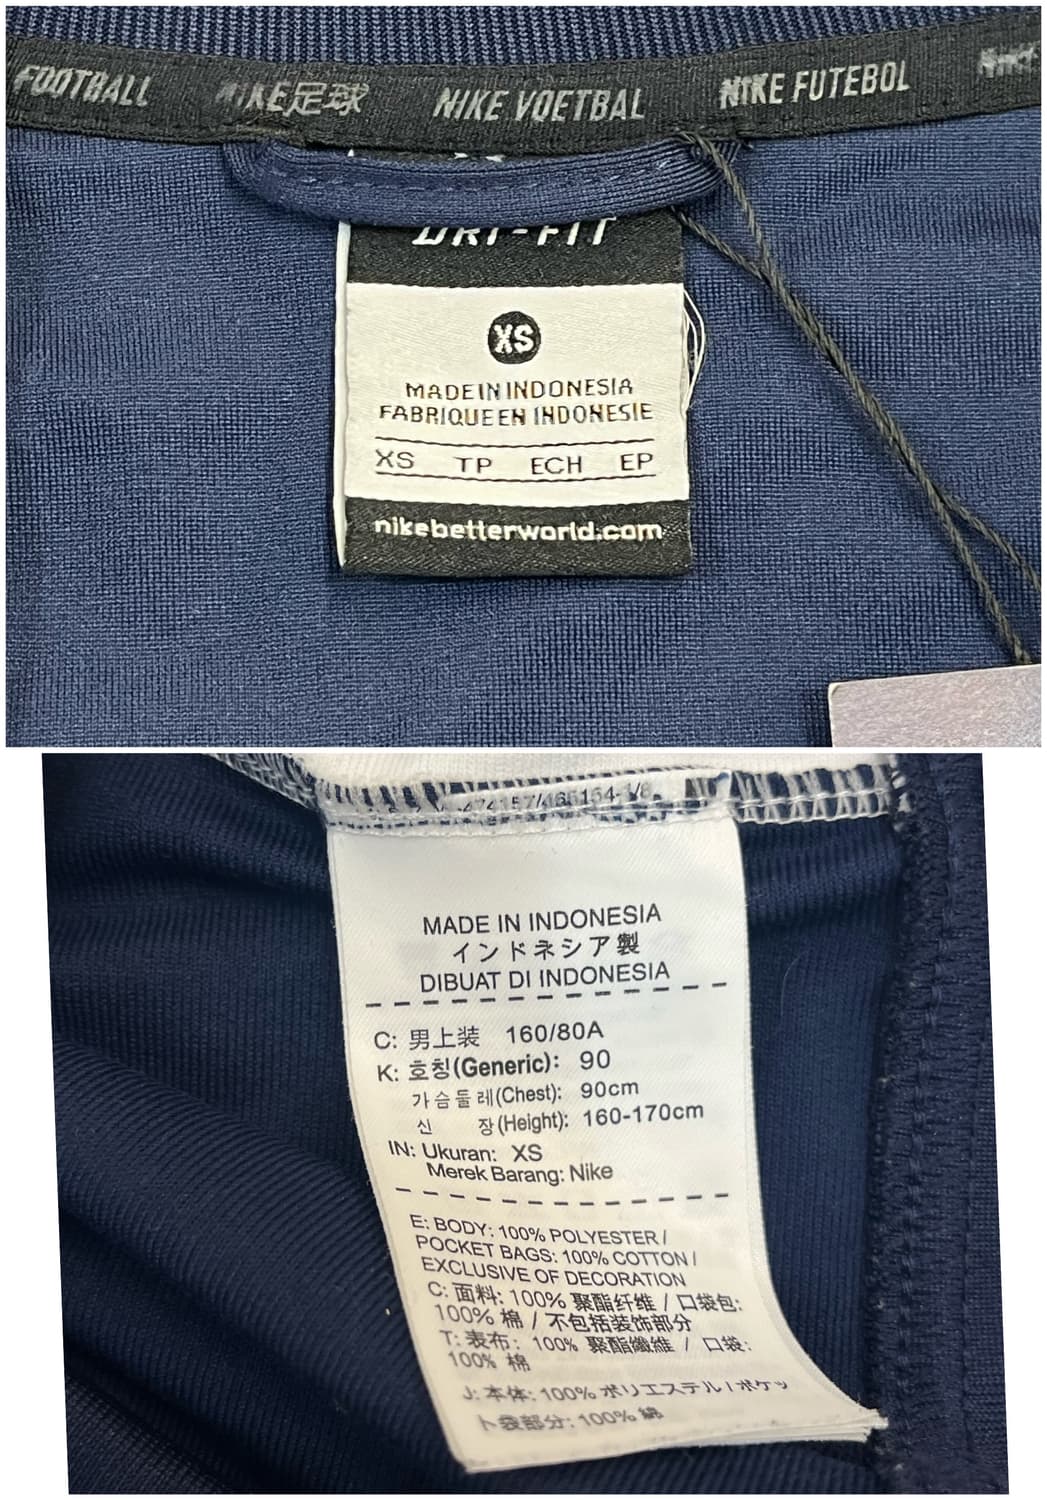 FOOTBALL NIKE足球 NIKE VOETBAL NIKE FUTEBOL
DRI-FIT
XS
MADE IN INDONESIA
FABRIQUE EN INDONESIE
XS TP ECH EP
nikebetterworld.com
MADE IN INDONESIA
インドネシア製
DIBUAT DI INDONESIA
C: 男上装 160/80A
K: 호칭(Generic): 90
가슴둘레(Chest): 90cm
신 장(Height): 160-170cm
IN: Ukuran: XS
Merek Barang: Nike
E: BODY: 100% POLYESTER /
POCKET BAGS: 100% COTTON /
EXCLUSIVE OF DECORATION
C: 面料: 100% 聚酯纤维 / 口袋包:
100% 棉 / 不包括装饰部分
T: 表布: 100% 聚酯纖維 / 口袋:
100% 棉
J: 本体: 100% ポリエステル / ポケッ
ト袋部分: 100% 綿